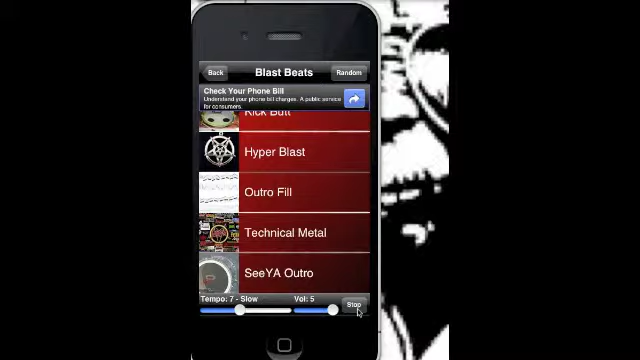 Back
Blast Beats
Random
Check Your Phone Bill
Understand your phone bill charges. A public service
for consumers.
Kick Butt
Hyper Blast
Outro Fill
Technical Metal
SeeYA Outro
Tempo: 7 - Slow
Vol: 5
Stop